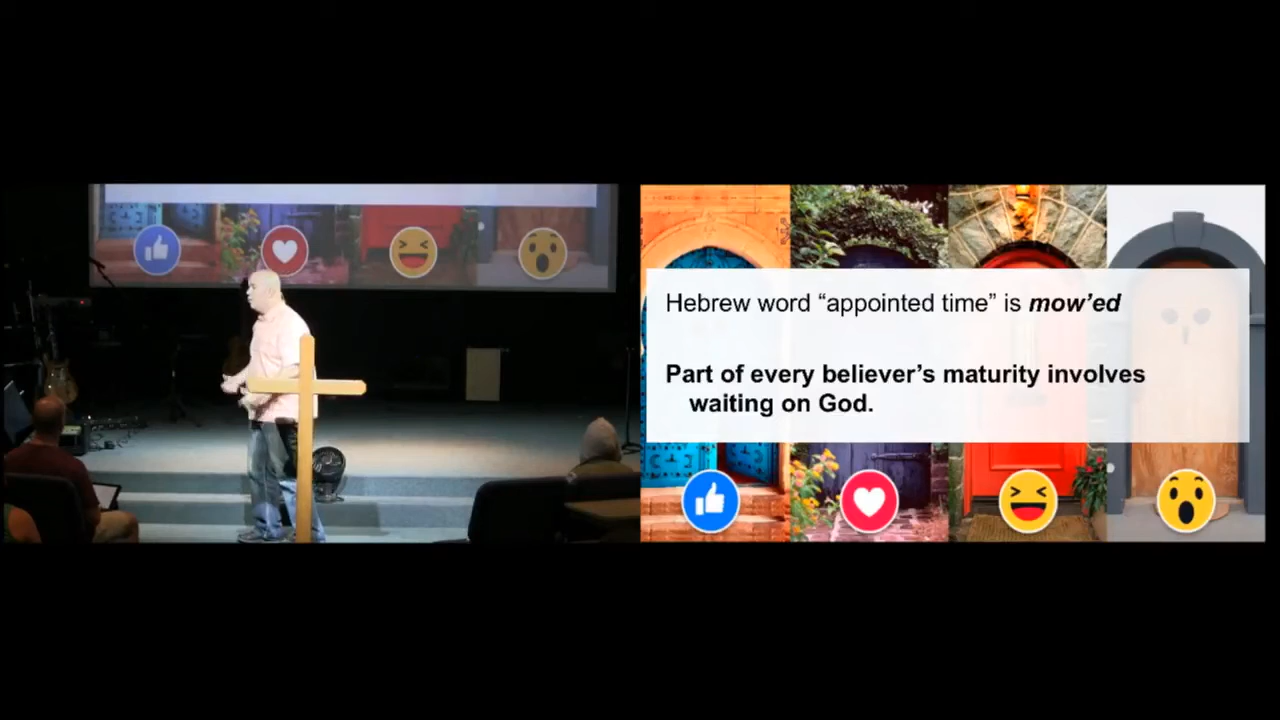 Hebrew word “appointed time” is mow’ed
Part of every believer’s maturity involves
waiting on God.